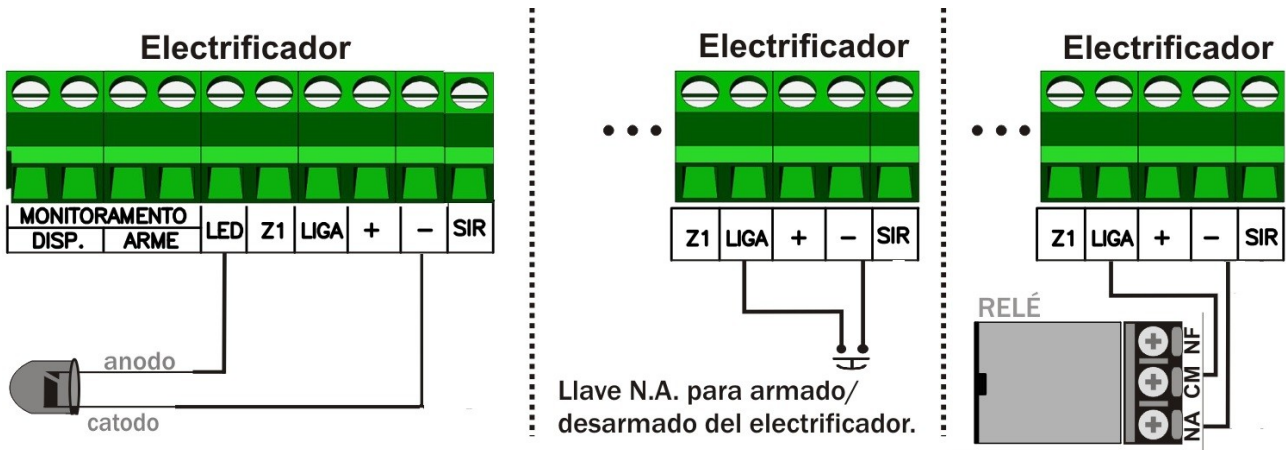 Electrificador
MONITORAMENTO
DISP. ARME LED Z1 LIGA + − SIR
anodo
catodo
Electrificador
Z1 LIGA + − SIR
Llave N.A. para armado/
desarmado del electrificador.
Electrificador
Z1 LIGA + − SIR
RELÉ
NF
CM
NA